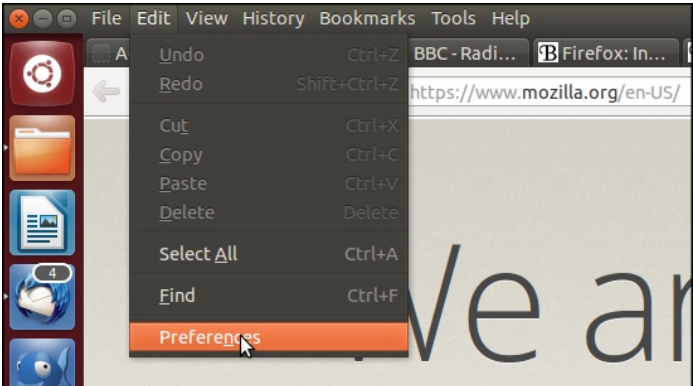 File Edit View History Bookmarks Tools Help
A
BBC - Radi... B Firefox: In...
https://www.mozilla.org/en-US/
Undo Ctrl+Z
Redo Shift+Ctrl+Z
Cut Ctrl+X
Copy Ctrl+C
Paste Ctrl+V
Delete Delete
Select All Ctrl+A
Find Ctrl+F
Preferences
4
We ar